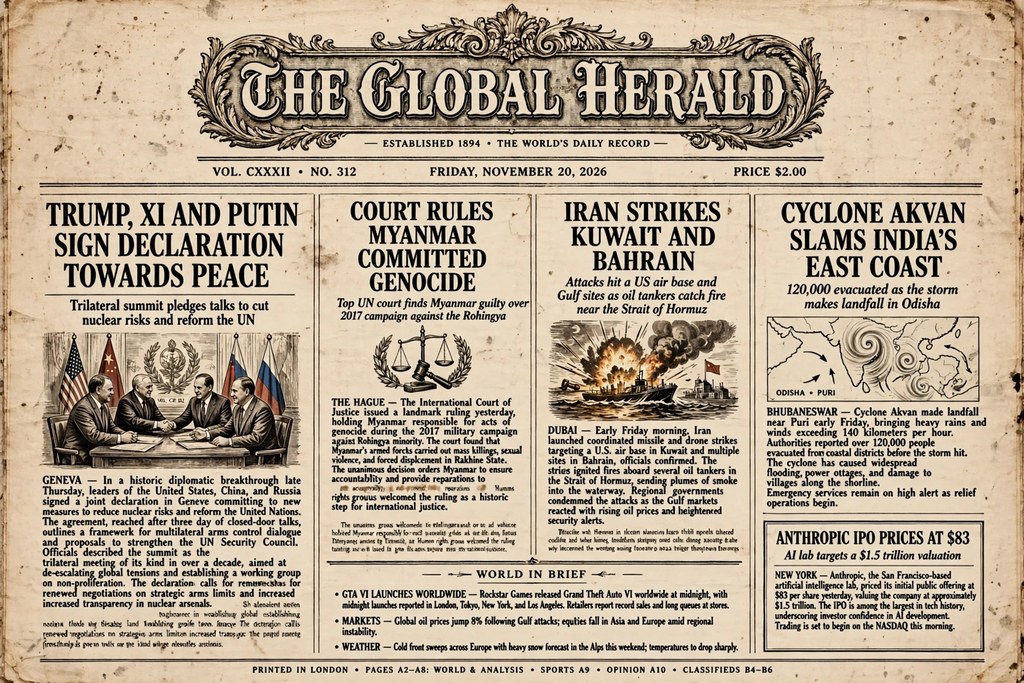 THE GLOBAL HERALD
— ESTABLISHED 1894 • THE WORLD'S DAILY RECORD —
VOL. CXXXII • NO. 312
FRIDAY, NOVEMBER 20, 2026
PRICE $2.00
TRUMP, XI AND PUTIN
SIGN DECLARATION
TOWARDS PEACE
Trilateral summit pledges talks to cut
nuclear risks and reform the UN
GENEVA — In a historic diplomatic breakthrough late
Thursday, leaders of the United States, China, and Russia
signed a joint declaration in Geneva committing to new
measures to reduce nuclear risks and reform the United Nations.
The agreement, reached after three day of closed-door talks,
outlines a framework for multilateral arms control dialogue
and proposals to strengthen the UN Security Council.
Officials described the summit as the
trilateral meeting of its kind in over a decade, aimed at
de-escalating global tensions and establishing a working group
on non-proliferation. The declaration calls for
renewed negotiations on strategic arms limits and increased
increased transparency in nuclear arsenals.
COURT RULES
MYANMAR
COMMITTED
GENOCIDE
Top UN court finds Myanmar guilty over
2017 campaign against the Rohingya
THE HAGUE — The International Court of
Justice issued a landmark ruling yesterday,
holding Myanmar responsible for acts of
genocide during the 2017 military campaign
against Rohingya minority. The court found that
Myanmar's armed forcks carried out mass killings, sexual
violence, and forced displcement in Rakhine State.
The unanimous decision orders Myanmar to ensure
accountablity and provide reparations to
rights grouus welcomed the ruling as a historic
step for international justice.
IRAN STRIKES
KUWAIT AND
BAHRAIN
Attacks hit a US air base and
Gulf sites as oil tankers catch fire
near the Strait of Hormuz
DUBAI — Early Friday morning, Iran
launched coordinated missile and drone strikes
targeting a U.S. air base in Kuwait and multiple
sites in Bahrain, officials confirmed. The
stries ignited fires aboard several oil tankers in
the Strait of Hormuz, sending plumes of smoke
into the waterway. Regional governments
condemned the attacks as the Gulf markets
reacted with rising oil prices and heightened
security alerts.
CYCLONE AKVAN
SLAMS INDIA'S
EAST COAST
120,000 evacuated as the storm
makes landfall in Odisha
ODISHA • PURI
BHUBANESWAR — Cyclone Akvan made landfall
near Puri early Friday, bringing heavy rains and
winds exceeding 140 kilometers per hour.
Authorities reported over 120,000 people
evacuated from coastal districts before the storm hit.
The cyclone has caused widespread
flooding, power ottages, and damage to
villages along the shorline.
Emergency services remain on high alert as relief
operations begin.
ANTHROPIC IPO PRICES AT $83
AI lab targets a $1.5 trillion valuation
NEW YORK — Anthropic, the San Francisco-based
artificial intelligence lab, priced its initial public offering at
$83 per share yesterday, valuing the company at approximately
$1.5 trillion. The IPO is among the largest in tech history,
underscoring investor confidence in AI development.
Trading is set to begin on the NASDAQ this morning.
WORLD IN BRIEF
• GTA VI LAUNCHES WORLDWIDE — Rockstar Games released Grand Theft Auto VI worldwide at midnight, with
midnight launches reported in London, Tokyo, New York, and Los Angeles. Retailers report record sales and long queues at stores.
• MARKETS — Global oil prices jump 8% following Gulf attacks; equities fall in Asia and Europe amid regional
instability.
• WEATHER — Cold front sweeps across Europe with heavy snow forecast in the Alps this weekend; temperatures to drop sharply.
PRINTED IN LONDON • PAGES A2–A8: WORLD & ANALYSIS • SPORTS A9 • OPINION A10 • CLASSIFIEDS B4–B6